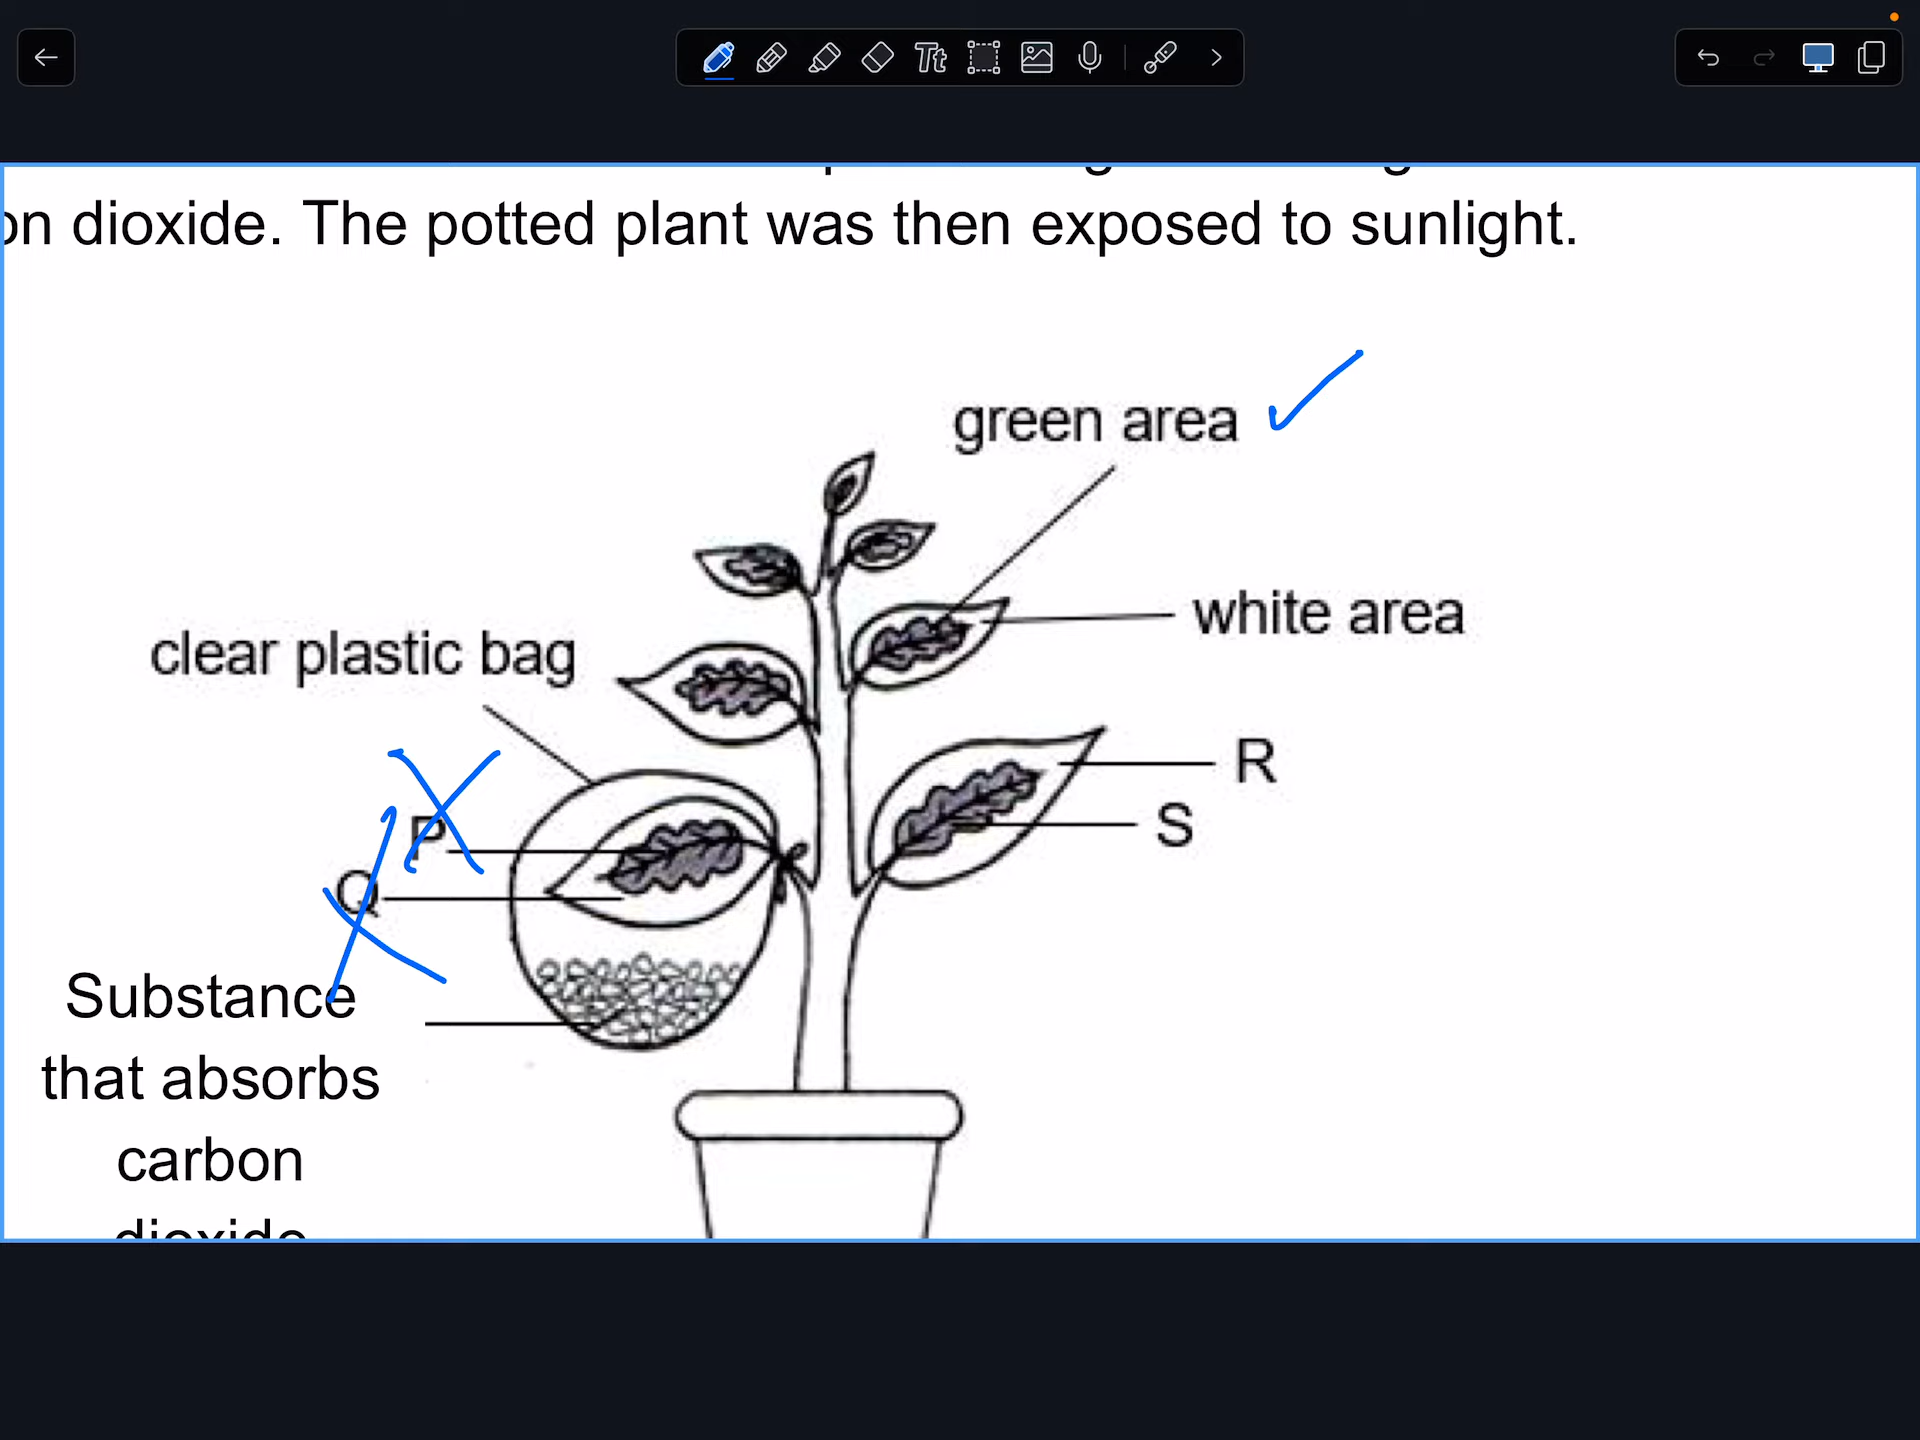 on dioxide. The potted plant was then exposed to sunlight.
green area
white area
clear plastic bag
R
P
S
Q
Substance
that absorbs
carbon
dioxide